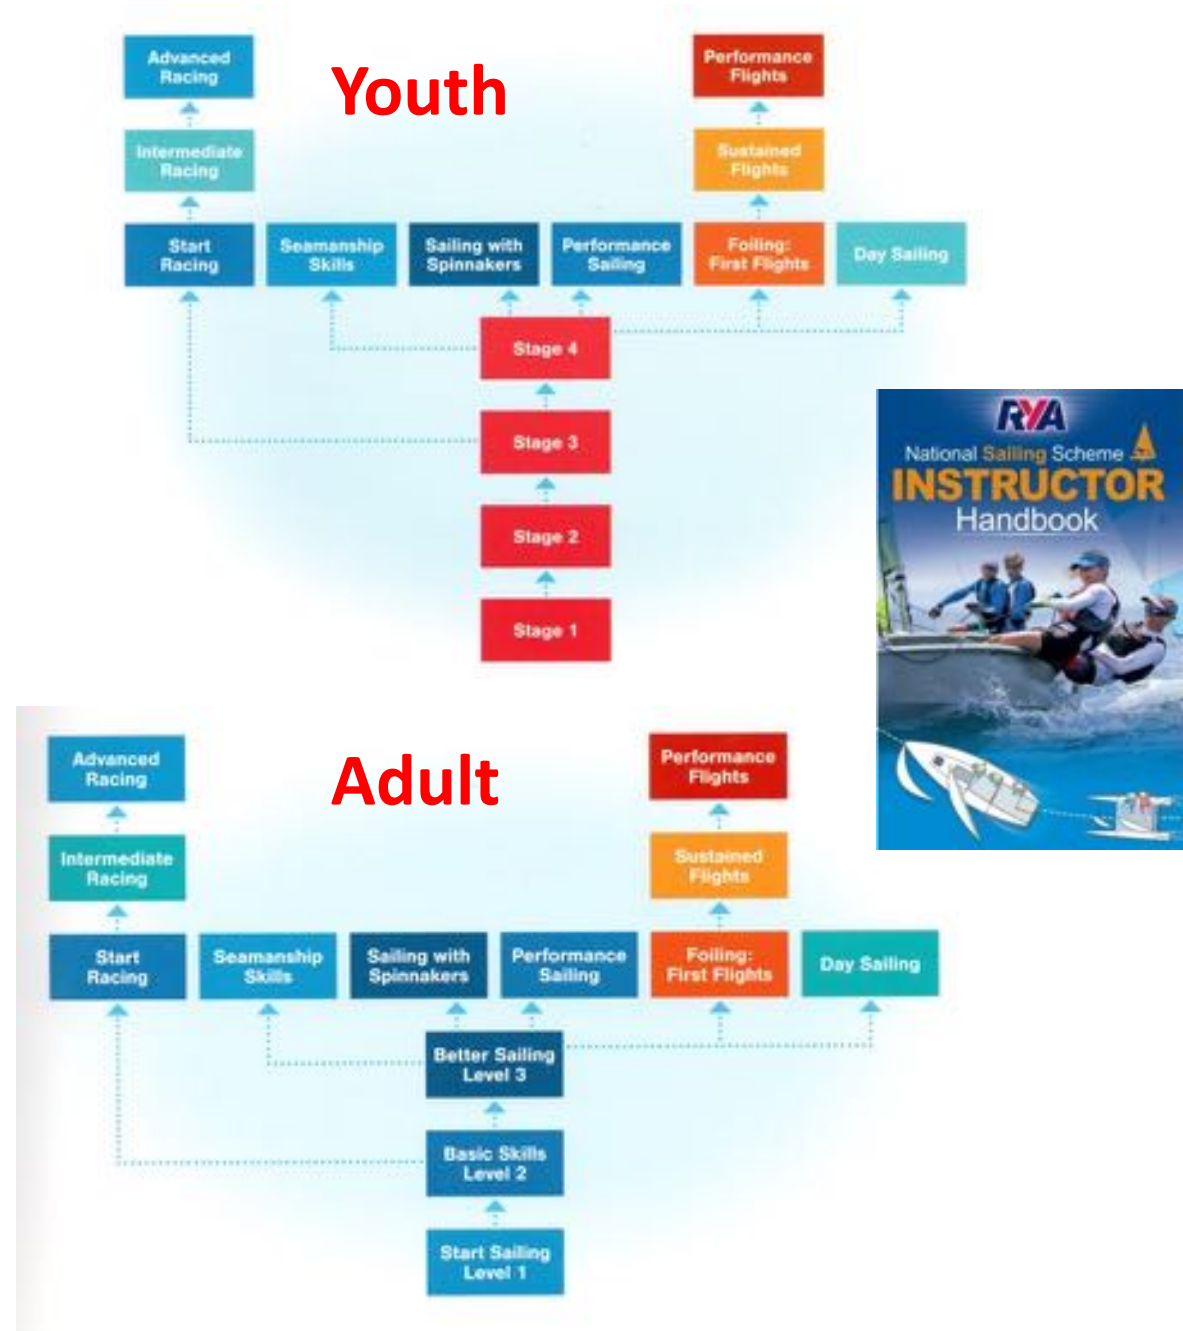 Youth
Advanced
Racing
Performance
Flights
Intermediate
Racing
Sustained
Flights
Start
Racing
Seamanship
Skills
Sailing with
Spinnakers
Performance
Sailing
Foiling:
First Flights
Day Sailing
Stage 4
Stage 3
Stage 2
Stage 1
RYA
National Sailing Scheme
INSTRUCTOR
Handbook
Adult
Advanced
Racing
Performance
Flights
Intermediate
Racing
Sustained
Flights
Start
Racing
Seamanship
Skills
Sailing with
Spinnakers
Performance
Sailing
Foiling:
First Flights
Day Sailing
Better Sailing
Level 3
Basic Skills
Level 2
Start Sailing
Level 1